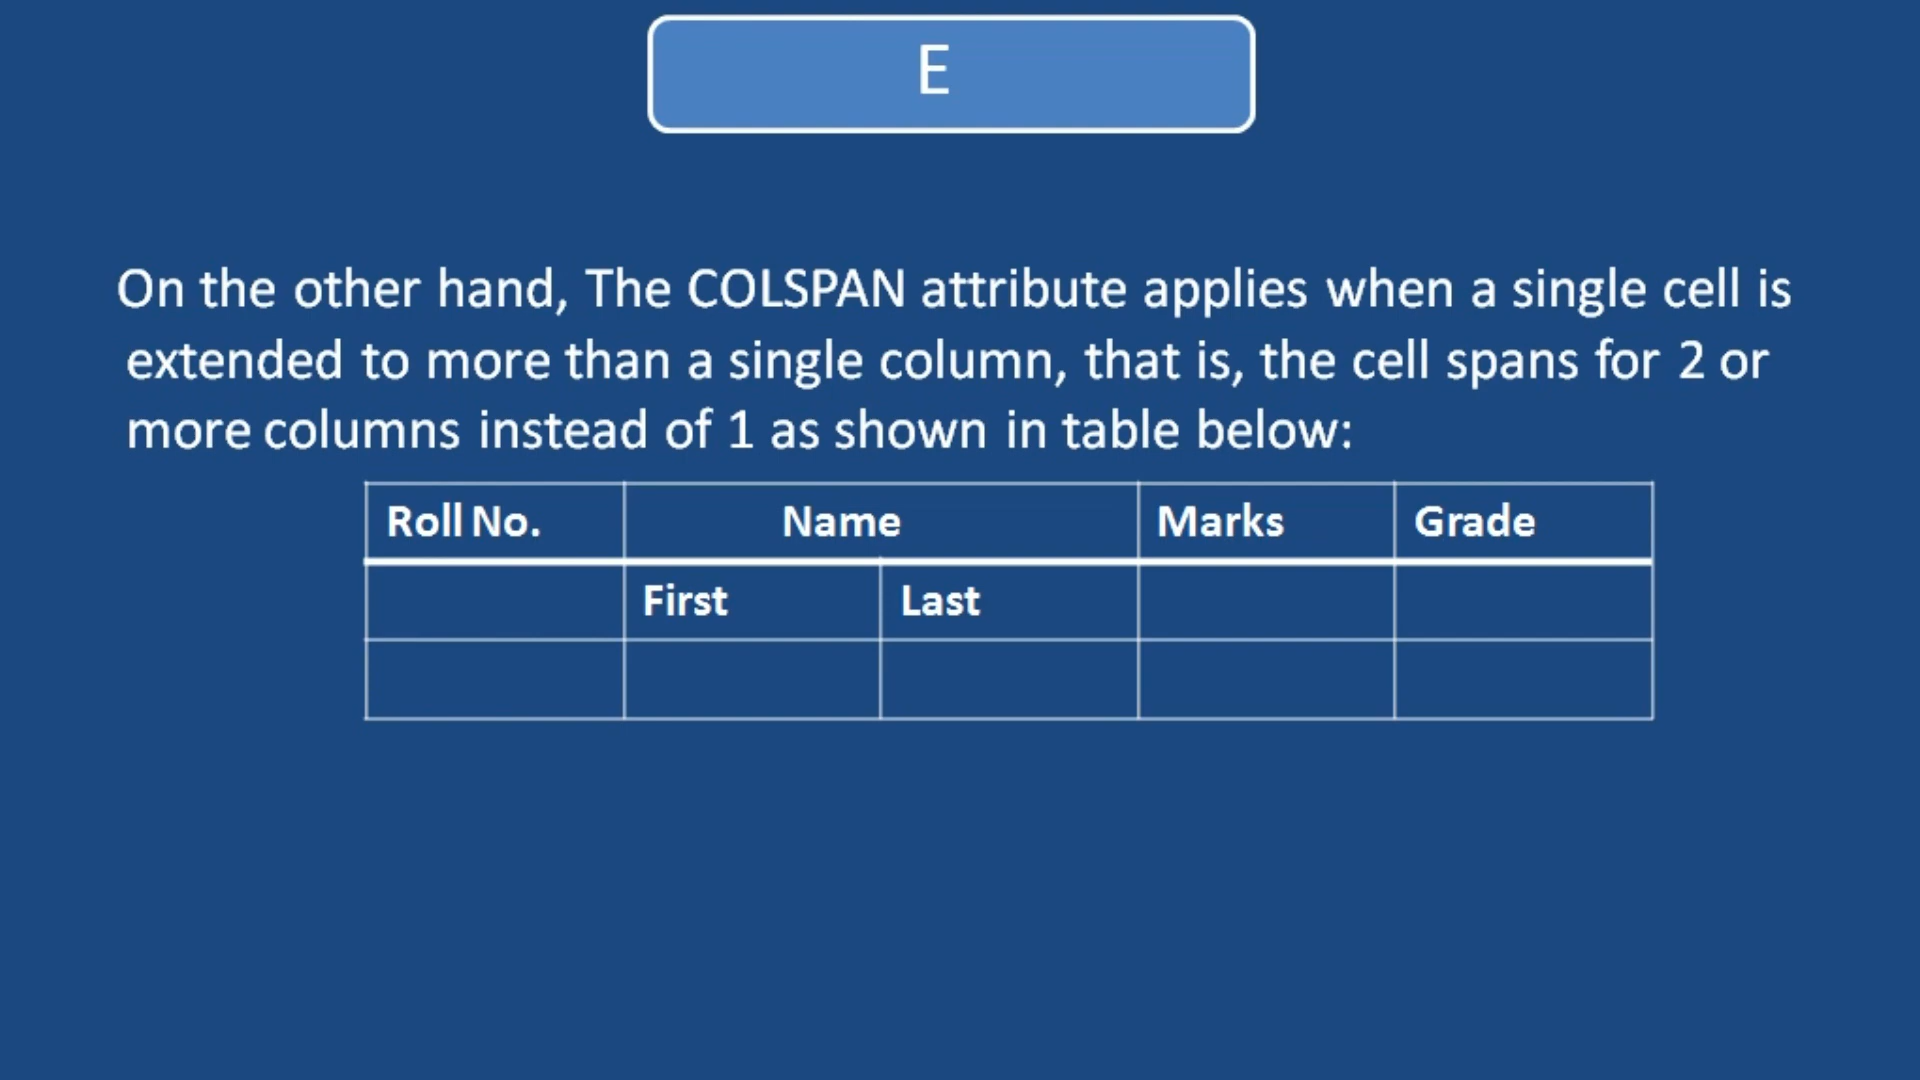 E
On the other hand, The COLSPAN attribute applies when a single cell is
extended to more than a single column, that is, the cell spans for 2 or
more columns instead of 1 as shown in table below:
Roll No. Name Marks Grade
First Last